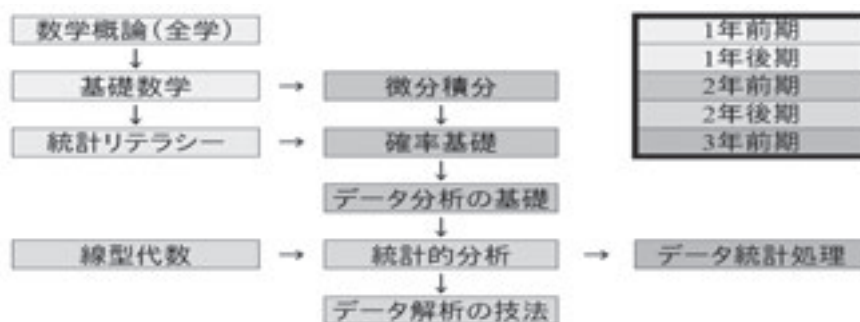 数学概論(全学)
↓
基礎数学 → 微分積分
↓ ↓
統計リテラシー → 確率基礎
↓
データ分析の基礎
↓
線型代数 → 統計的分析 → データ統計処理
↓
データ解析の技法
1年前期
1年後期
2年前期
2年後期
3年前期